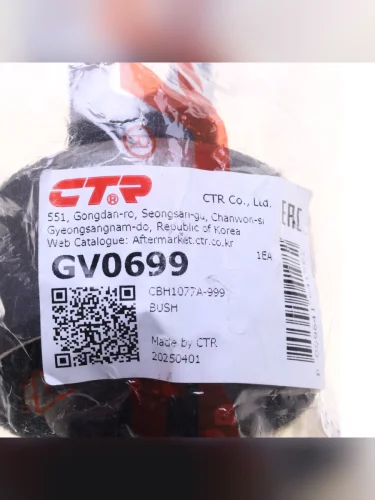 CTR®
CTR Co., Ltd.
EAC
551, Gongdan-ro, Seongsan-gu, Chanwon-si
Gyeongsangnam-do, Republic of Korea
Web Catalogue: Aftermarket.ctr.co.kr
GV0699
1EA
CBH1077A-999
BUSH
Made by CTR
20250401